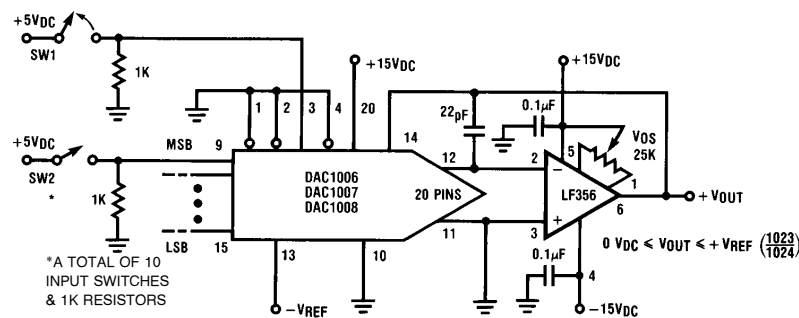 +5VDC
SW1
1K
+15VDC
+15VDC
1 2 3 4 20
22pF
0.1μF
VOS
25K
14
+5VDC
SW2
*
1K
MSB 9
LSB 15
DAC1006
DAC1007
DAC1008
20 PINS
12
11
2
3
5
1
−
+
LF356
6
+ VOUT
0 VDC ≤ VOUT ≤ + VREF (1023/1024)
13
10
0.1μF
4
*A TOTAL OF 10
INPUT SWITCHES
& 1K RESISTORS
−VREF
−15VDC